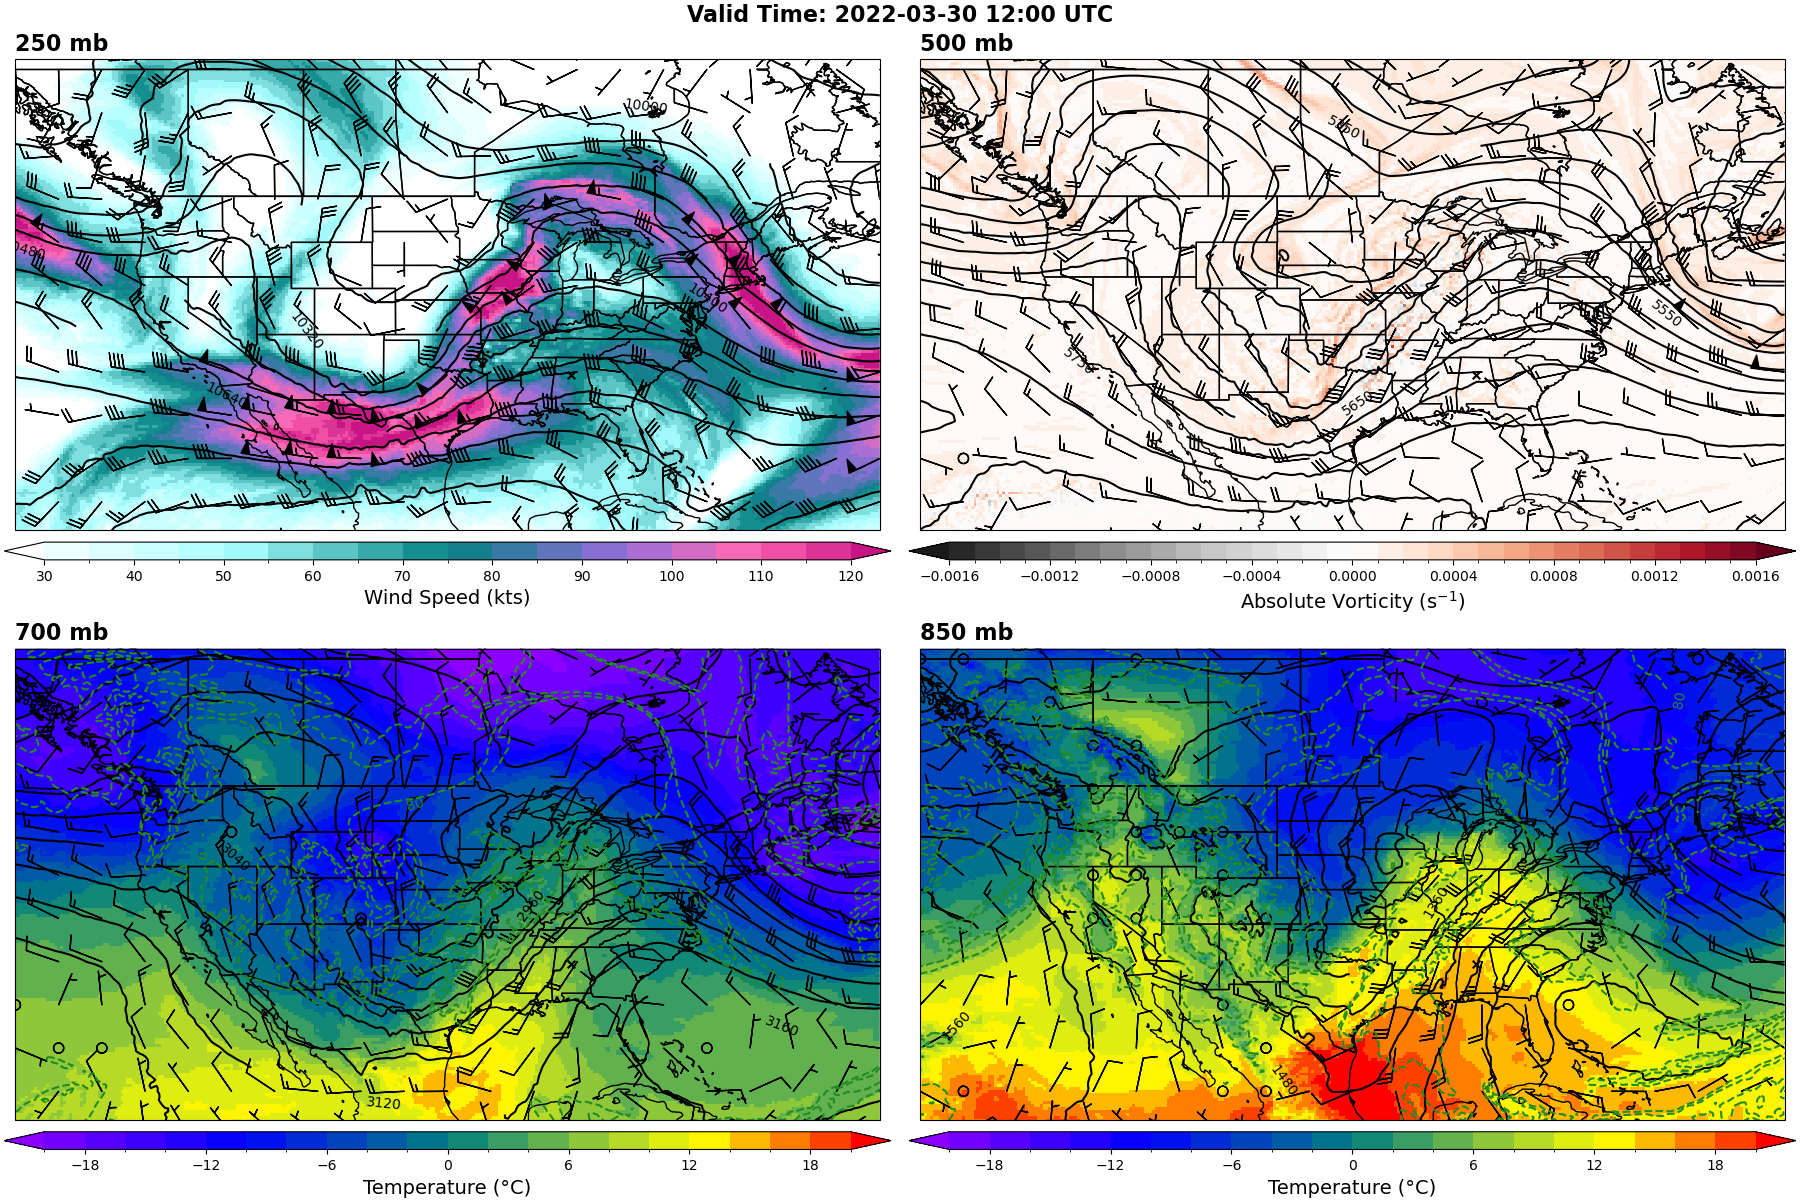 Valid Time: 2022-03-30 12:00 UTC
250 mb
500 mb
10000
10320
10400
10640
5550
5650
5730
30 40 50 60 70 80 90 100 110 120
Wind Speed (kts)
−0.0016 −0.0012 −0.0008 −0.0004 0.0000 0.0004 0.0008 0.0012 0.0016
Absolute Vorticity (s⁻¹)
700 mb
850 mb
80
3040
2960
3160
3120
80
1560
1480
−18 −12 −6 0 6 12 18
Temperature (°C)
−18 −12 −6 0 6 12 18
Temperature (°C)